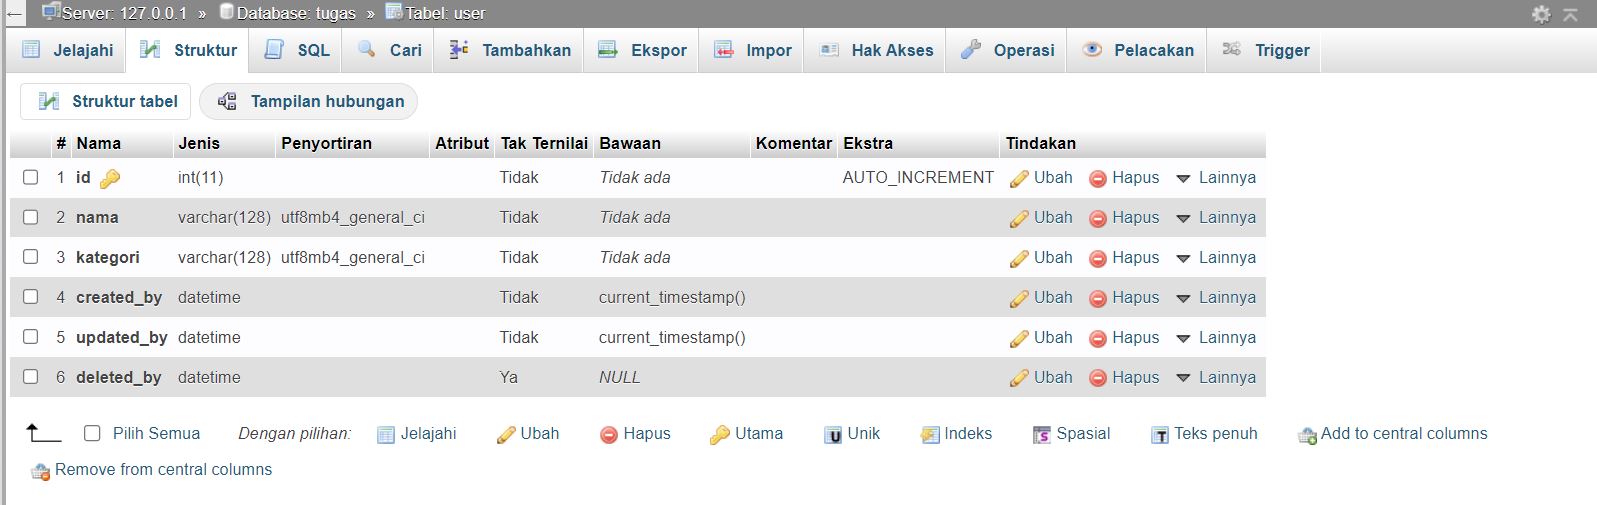 Server: 127.0.0.1 » Database: tugas » Tabel: user
Jelajahi Struktur SQL Cari Tambahkan Ekspor Impor Hak Akses Operasi Pelacakan Trigger
Struktur tabel Tampilan hubungan
# Nama Jenis Penyortiran Atribut Tak Ternilai Bawaan Komentar Ekstra Tindakan
1 id int(11) Tidak Tidak ada AUTO_INCREMENT Ubah Hapus Lainnya
2 nama varchar(128) utf8mb4_general_ci Tidak Tidak ada Ubah Hapus Lainnya
3 kategori varchar(128) utf8mb4_general_ci Tidak Tidak ada Ubah Hapus Lainnya
4 created_by datetime Tidak current_timestamp() Ubah Hapus Lainnya
5 updated_by datetime Tidak current_timestamp() Ubah Hapus Lainnya
6 deleted_by datetime Ya NULL Ubah Hapus Lainnya
Pilih Semua Dengan pilihan: Jelajahi Ubah Hapus Utama Unik Indeks Spasial Teks penuh Add to central columns
Remove from central columns